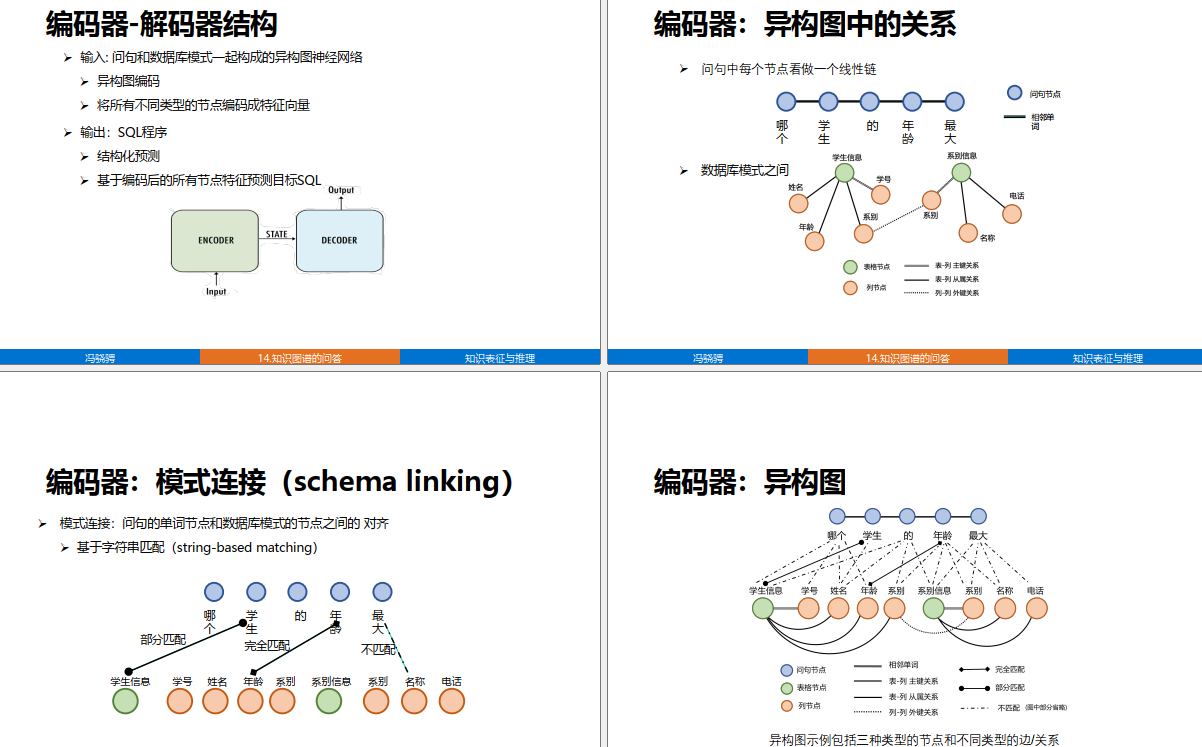 编码器-解码器结构
输入: 问句和数据库模式一起构成的异构图神经网络
异构图编码
将所有不同类型的节点编码成特征向量
输出：SQL程序
结构化预测
基于编码后的所有节点特征预测目标SQL
Output
ENCODER
STATE
DECODER
Input
冯骁骋
14.知识图谱的问答
知识表征与推理
编码器：异构图中的关系
问句中每个节点看做一个线性链
哪个 学生 的 年龄 最大
问句节点
相邻单词
数据库模式之间
学生信息 系别信息
姓名 学号 电话
年龄 系别 系别 名称
表格节点
列节点
表-列 主键关系
表-列 从属关系
列-列 外键关系
冯骁骋
14.知识图谱的问答
知识表征与推理
编码器：模式连接（schema linking）
模式连接：问句的单词节点和数据库模式的节点之间的 对齐
基于字符串匹配（string-based matching）
哪个 学生 的 年龄 最大
部分匹配 完全匹配 不匹配
学生信息 学号 姓名 年龄 系别 系别信息 系别 名称 电话
编码器：异构图
哪个 学生 的 年龄 最大
学生信息 学号 姓名 年龄 系别 系别信息 系别 名称 电话
问句节点
表格节点
列节点
相邻单词
表-列 主键关系
表-列 从属关系
列-列 外键关系
完全匹配
部分匹配
不匹配 (图中部分省略)
异构图示例包括三种类型的节点和不同类型的边/关系